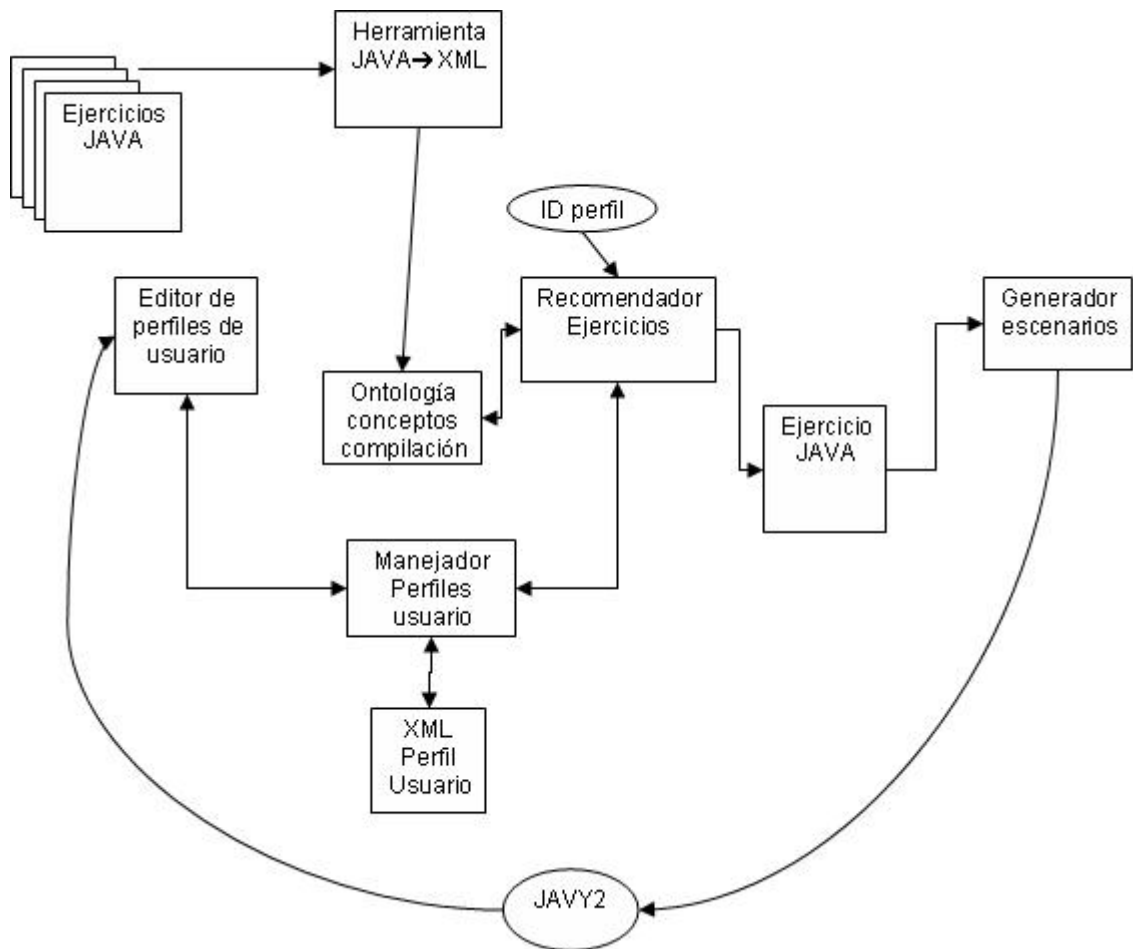 Herramienta
JAVA➔ XML
Ejercicios
JAVA
ID perfil
Editor de
perfiles de
usuario
Recomendador
Ejercicios
Generador
escenarios
Ontología
conceptos
compilación
Ejercicio
JAVA
Manejador
Perfiles
usuario
XML
Perfil
Usuario
JAVY2